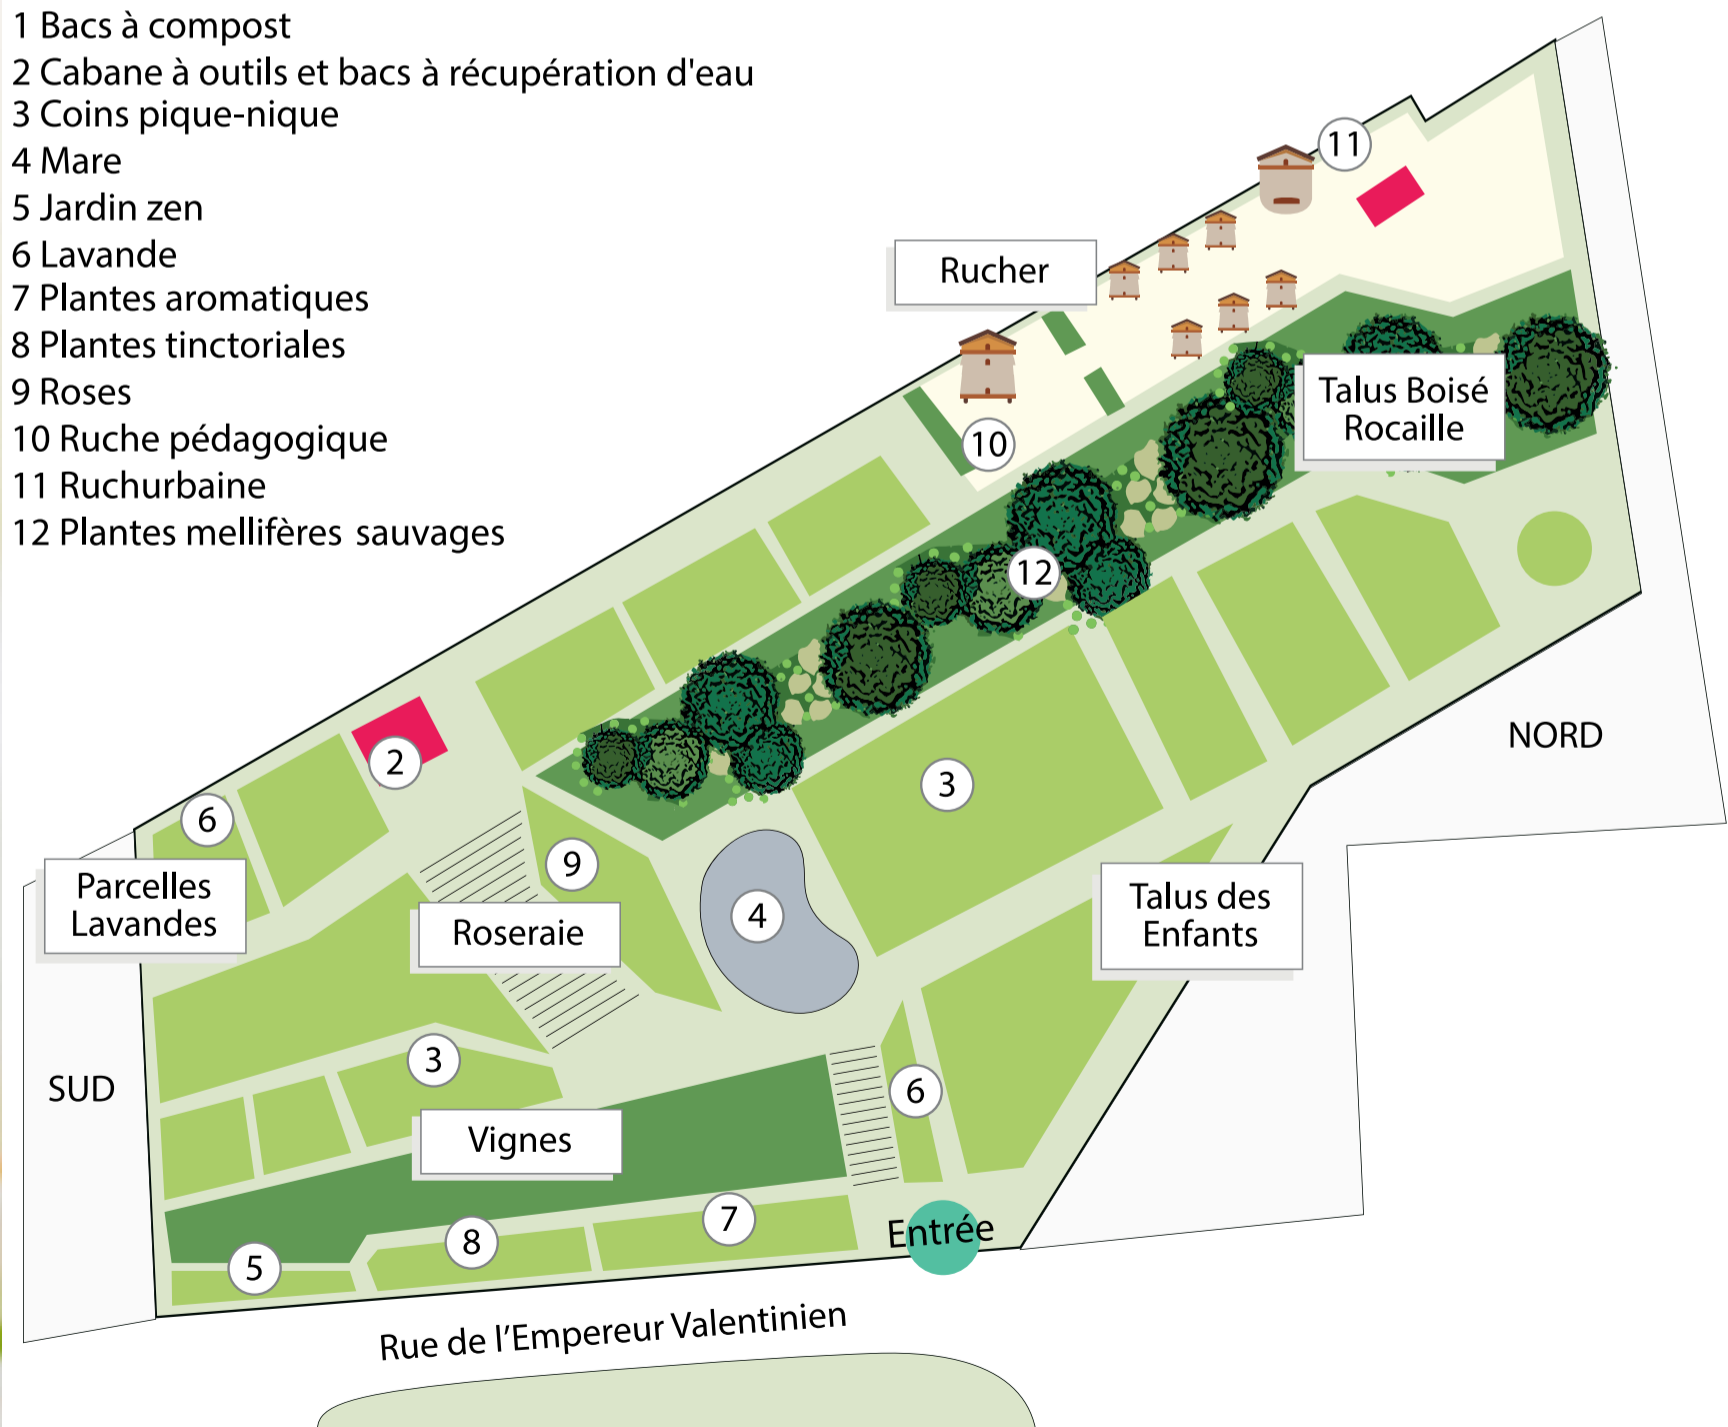 1 Bacs à compost
2 Cabane à outils et bacs à récupération d'eau
3 Coins pique-nique
4 Mare
5 Jardin zen
6 Lavande
7 Plantes aromatiques
8 Plantes tinctoriales
9 Roses
10 Ruche pédagogique
11 Ruchurbaine
12 Plantes mellifères sauvages
11
Rucher
10
Talus Boisé
Rocaille
12
NORD
2
3
6
9
Parcelles
Lavandes
Roseraie
4
Talus des
Enfants
SUD
3
6
Vignes
7
8
Entrée
5
Rue de l'Empereur Valentinien